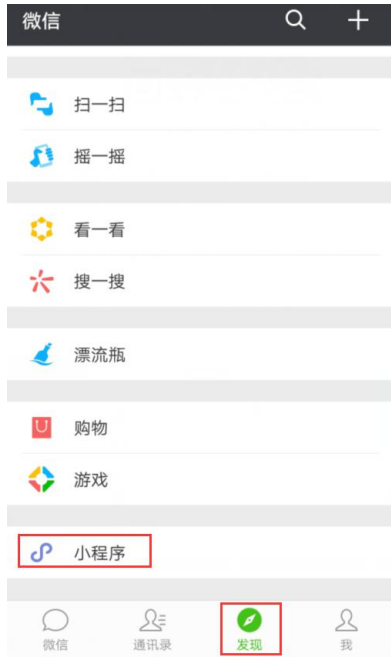 微信
扫一扫
摇一摇
看一看
搜一搜
漂流瓶
购物
游戏
小程序
微信 通讯录 发现 我